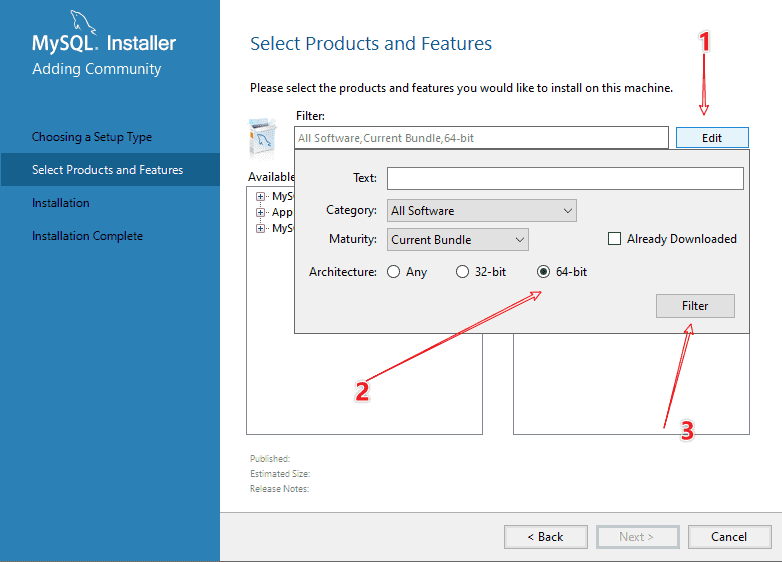 MySQL. Installer
Adding Community
Choosing a Setup Type
Select Products and Features
Installation
Installation Complete
Select Products and Features
1
Please select the products and features you would like to install on this machine.
Filter:
All Software,Current Bundle,64-bit
Edit
Available
MyS
App
MyS
Text:
Category:
All Software
Maturity:
Current Bundle
Already Downloaded
Architecture:
Any
32-bit
64-bit
Filter
2
3
Published:
Estimated Size:
Release Notes:
< Back
Next >
Cancel